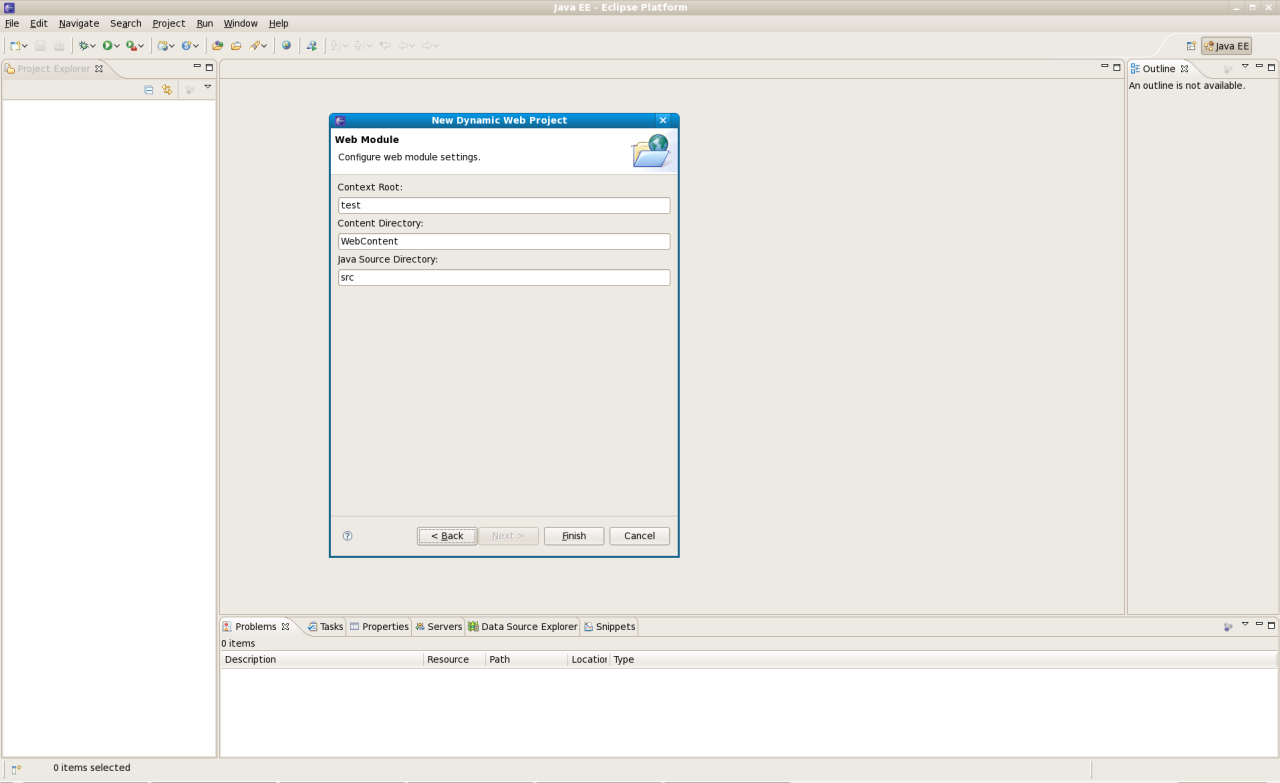 Java EE - Eclipse Platform
File Edit Navigate Search Project Run Window Help
Java EE
Project Explorer
Outline
An outline is not available.
New Dynamic Web Project
Web Module
Configure web module settings.
Context Root:
test
Content Directory:
WebContent
Java Source Directory:
src
< Back Next > Finish Cancel
Problems Tasks Properties Servers Data Source Explorer Snippets
0 items
Description Resource Path Location Type
0 items selected